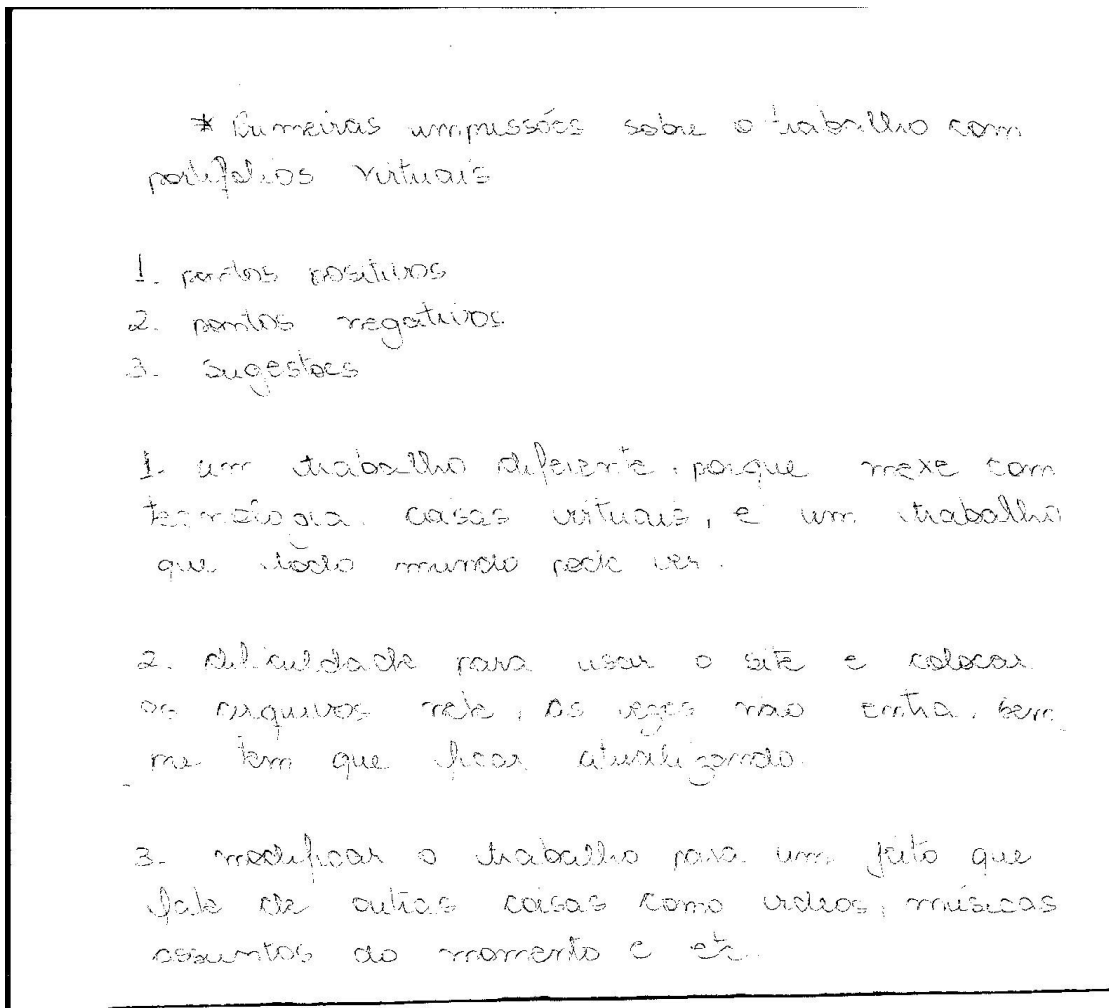 * Primeiras impressões sobre o trabalho com
portifolios virtuais
1. pontos positivos
2. pontos negativos
3. sugestoes
1. um trabalho diferente, porque mexe com
tecnologia, coisas virtuais, e um trabalho
que todo mundo pode ver.
2. dificuldade para usar o site e colocar
os arquivos nele, as vezes não entra,
tem que ficar atualizando.
3. modificar o trabalho para um jeito que
fale de outras coisas como videos, músicas
assuntos do momento e etc.